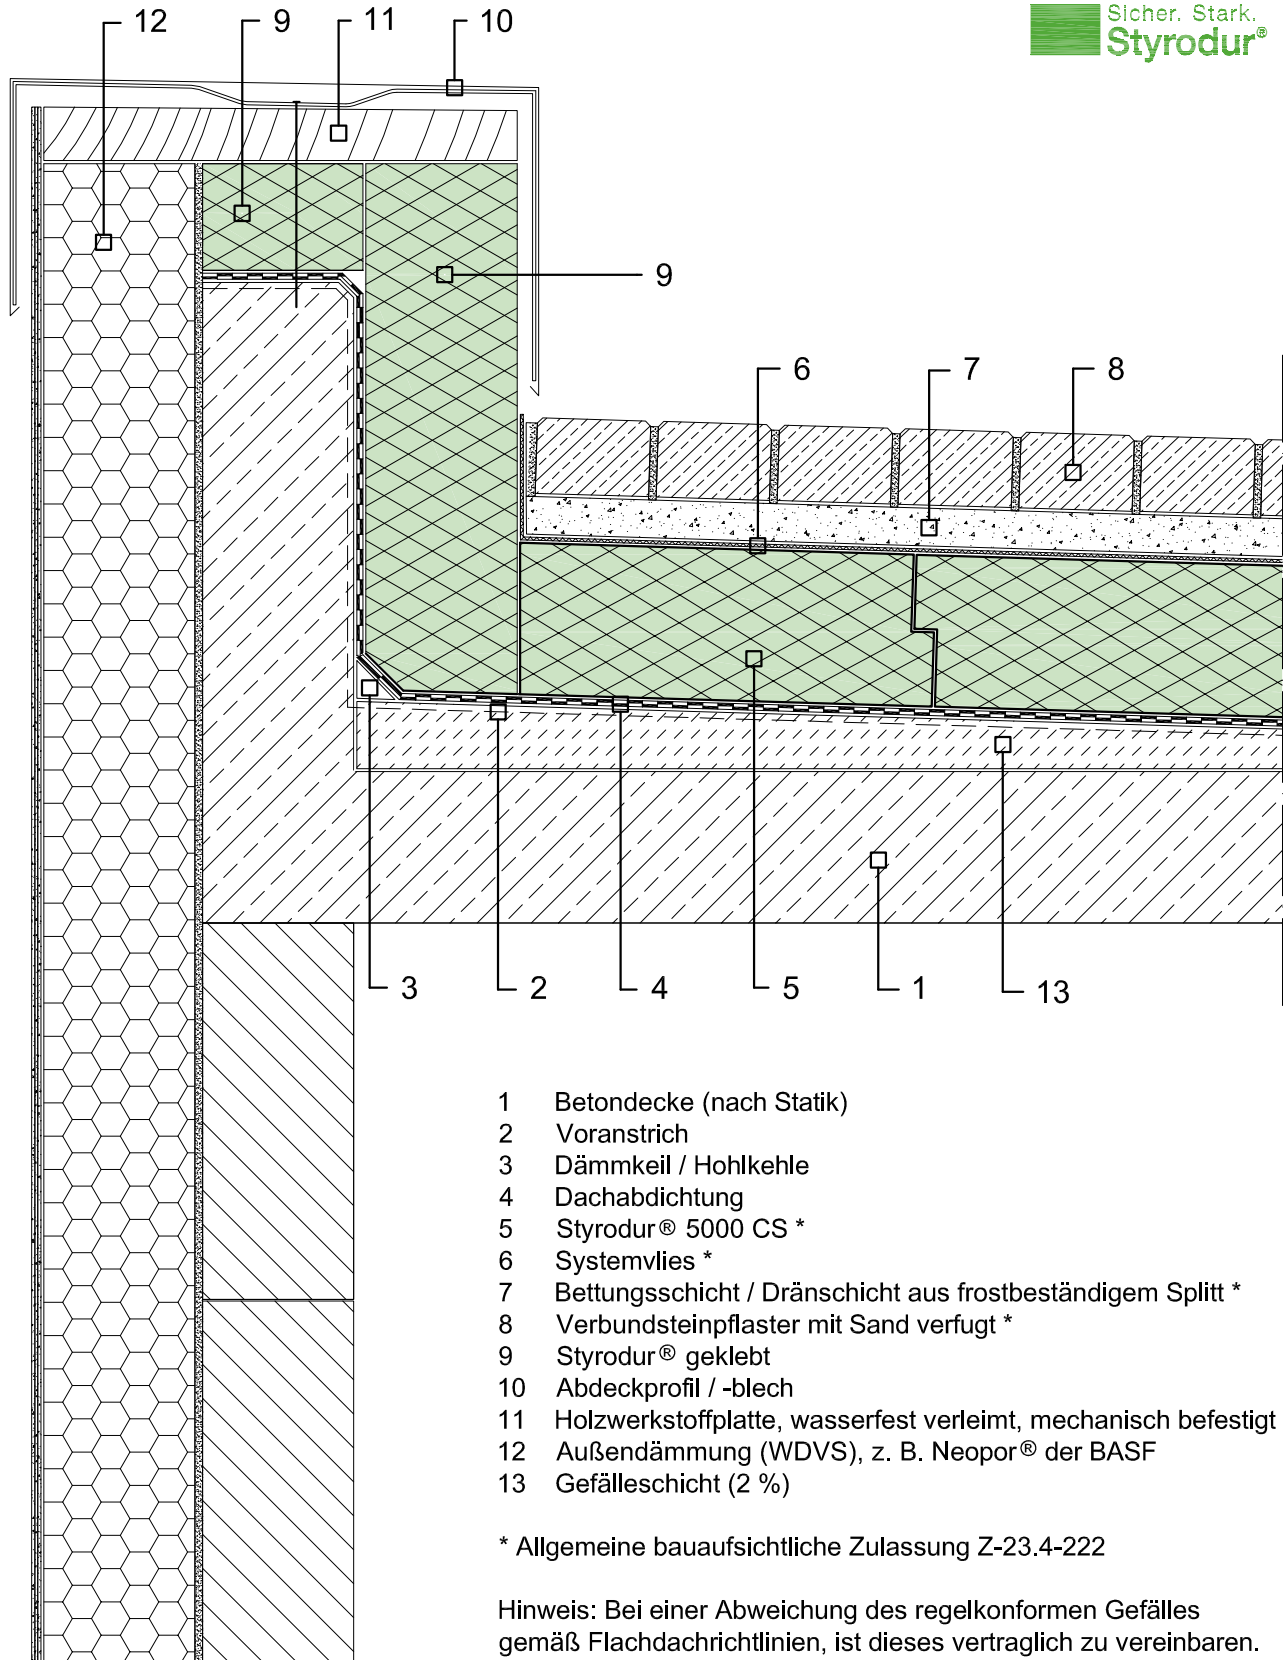 12
9
11
10
Sicher. Stark.
Styrodur®
9
6
7
8
3
2
4
5
1
13
1 Betondecke (nach Statik)
2 Voranstrich
3 Dämmkeil / Hohlkehle
4 Dachabdichtung
5 Styrodur® 5000 CS *
6 Systemvlies *
7 Bettungsschicht / Dränschicht aus frostbeständigem Splitt *
8 Verbundsteinpflaster mit Sand verfugt *
9 Styrodur® geklebt
10 Abdeckprofil / -blech
11 Holzwerkstoffplatte, wasserfest verleimt, mechanisch befestigt
12 Außendämmung (WDVS), z. B. Neopor® der BASF
13 Gefälleschicht (2 %)
* Allgemeine bauaufsichtliche Zulassung Z-23.4-222
Hinweis: Bei einer Abweichung des regelkonformen Gefälles
gemäß Flachdachrichtlinien, ist dieses vertraglich zu vereinbaren.